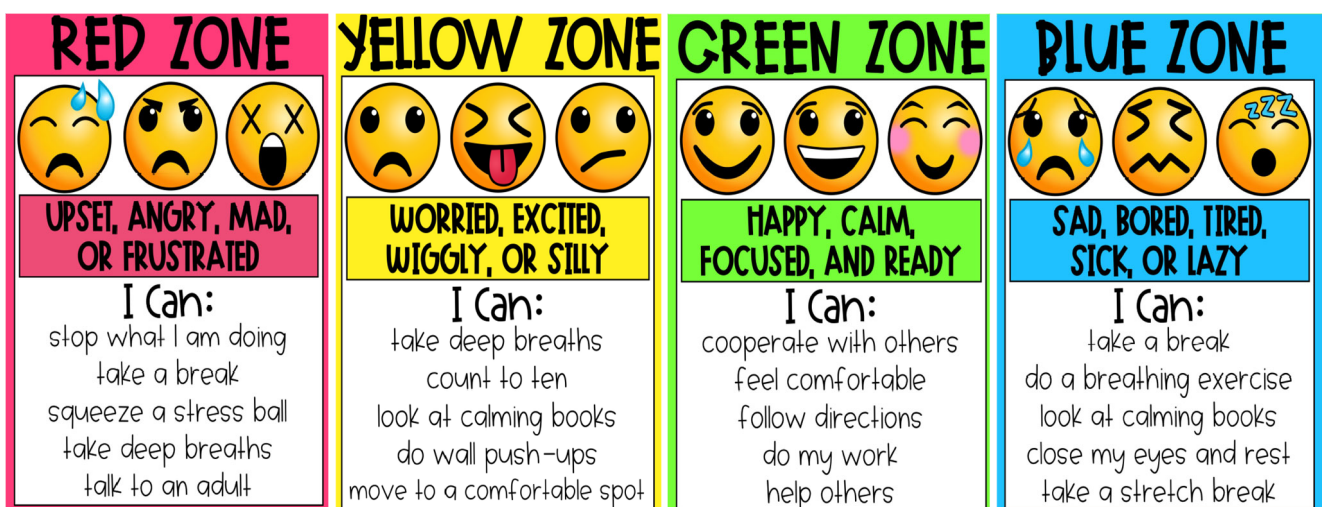 RED ZONE
UPSET, ANGRY, MAD,
OR FRUSTRATED
I Can:
stop what I am doing
take a break
squeeze a stress ball
take deep breaths
talk to an adult
YELLOW ZONE
WORRIED, EXCITED,
WIGGLY, OR SILLY
I Can:
take deep breaths
count to ten
look at calming books
do wall push-ups
move to a comfortable spot
GREEN ZONE
HAPPY, CALM,
FOCUSED, AND READY
I Can:
cooperate with others
feel comfortable
follow directions
do my work
help others
BLUE ZONE
ZZZ
SAD, BORED, TIRED,
SICK, OR LAZY
I Can:
take a break
do a breathing exercise
look at calming books
close my eyes and rest
take a stretch break